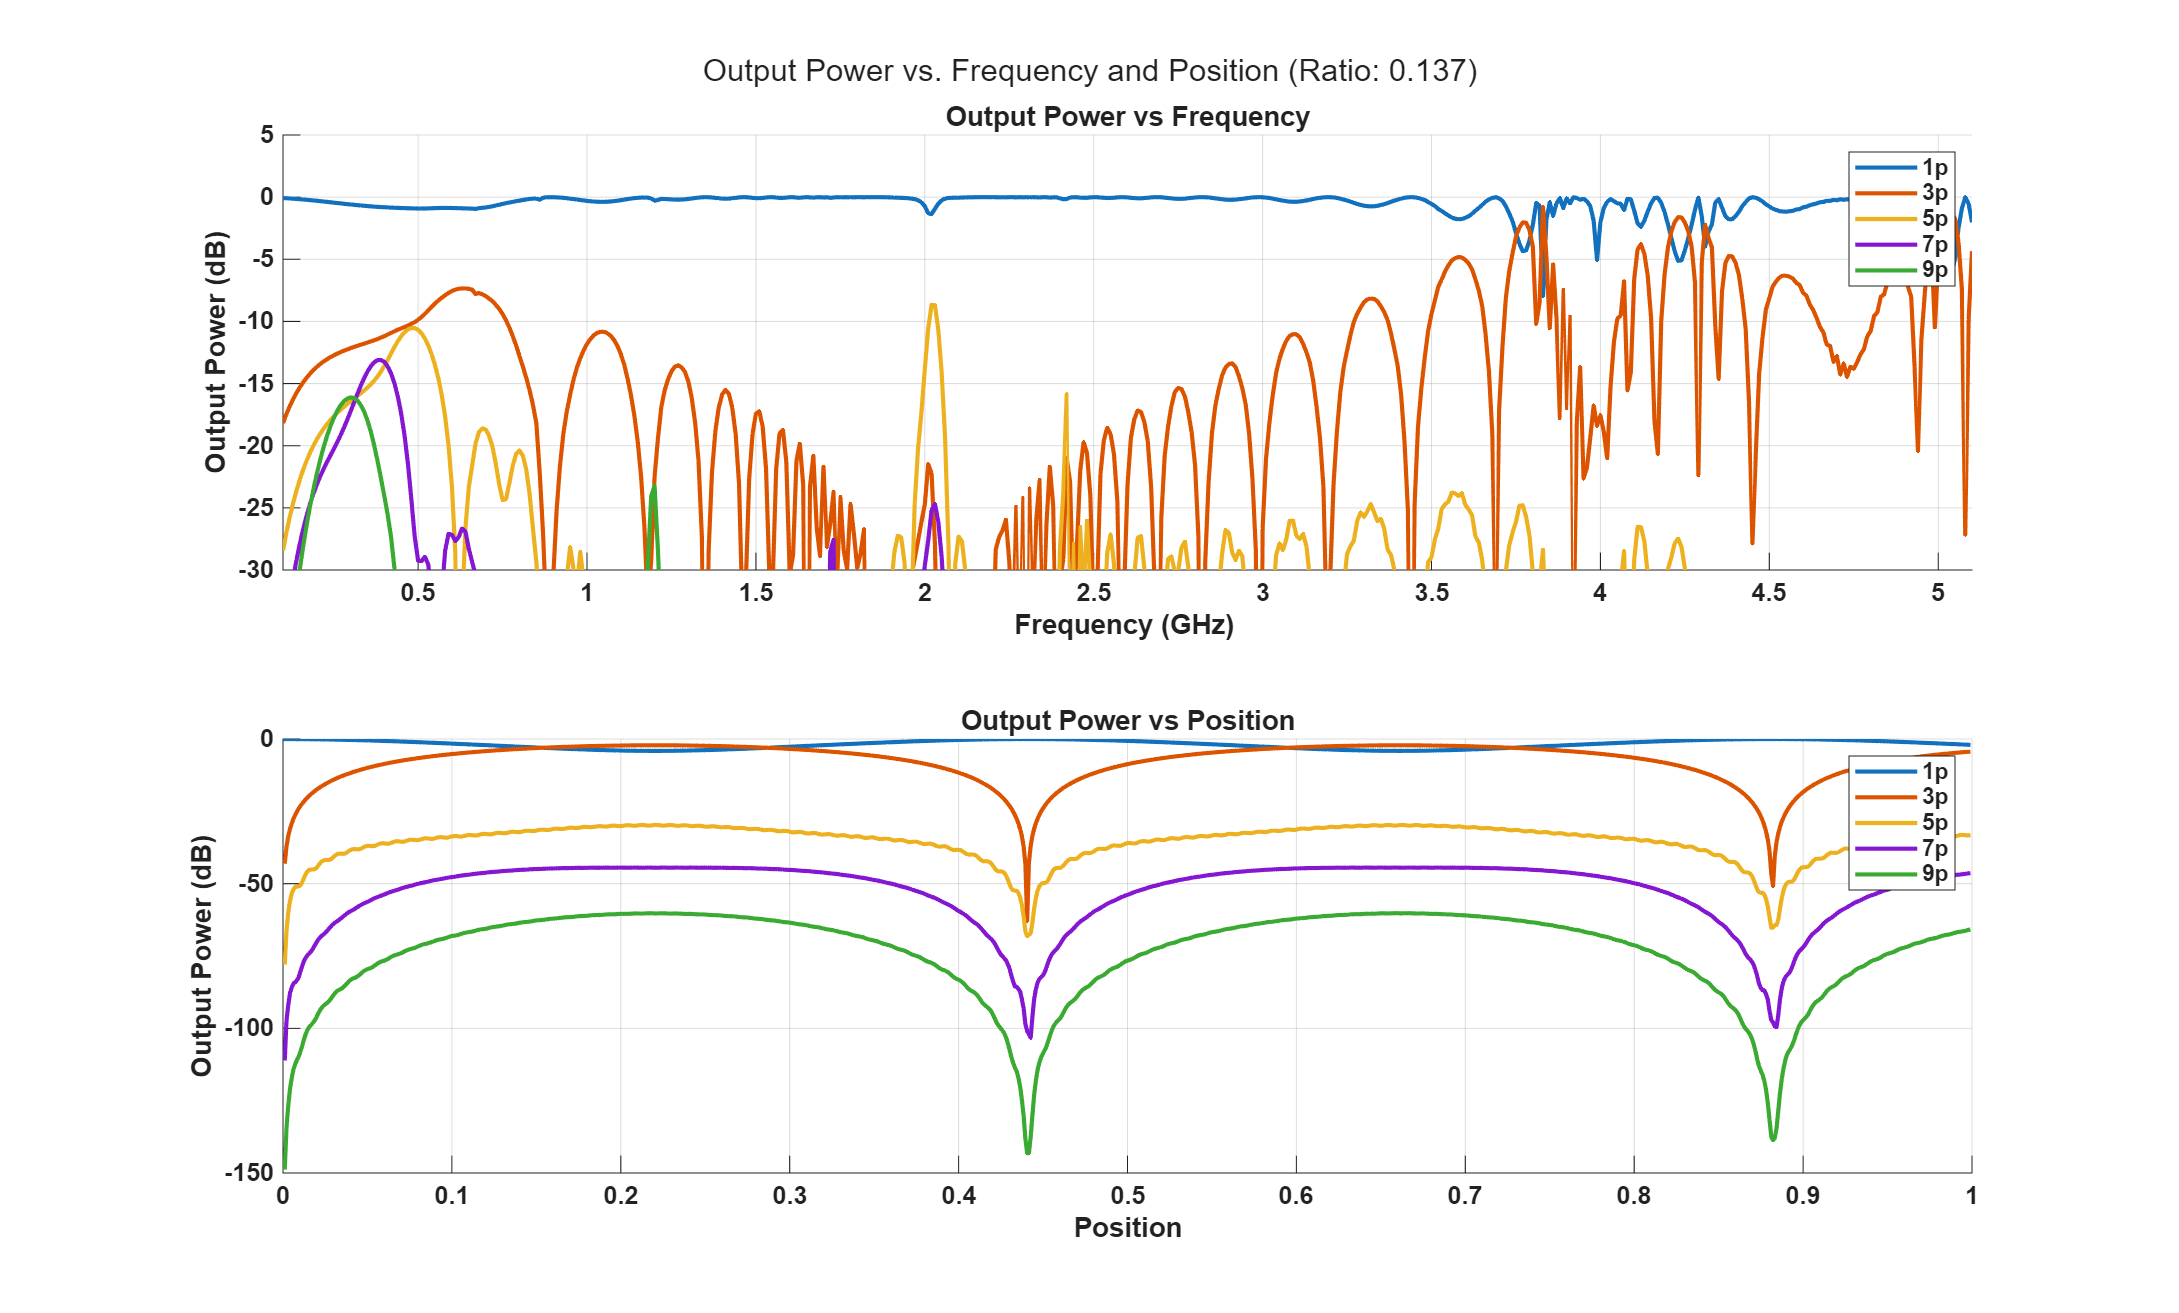 Output Power vs. Frequency and Position (Ratio: 0.137)
Output Power vs Frequency
5
0
-5
-10
-15
-20
-25
-30
Output Power (dB)
1p
3p
5p
7p
9p
0.5 1 1.5 2 2.5 3 3.5 4 4.5 5
Frequency (GHz)
Output Power vs Position
0
-50
-100
-150
Output Power (dB)
1p
3p
5p
7p
9p
0 0.1 0.2 0.3 0.4 0.5 0.6 0.7 0.8 0.9 1
Position